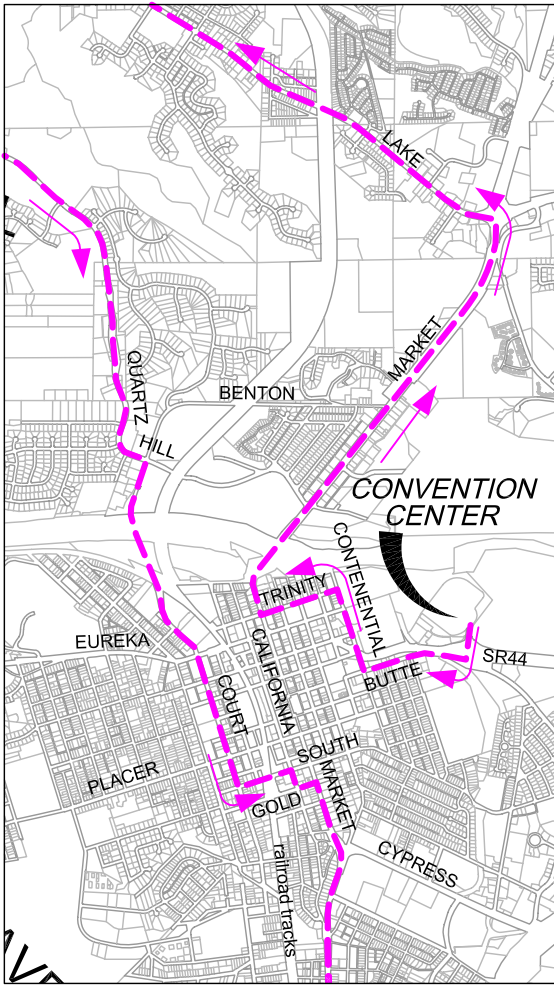 LAKE
MARKET
QUARTZ
BENTON
HILL
CONVENTION
CENTER
CONTENENTIAL
TRINITY
EUREKA
CALIFORNIA
SR44
BUTTE
COURT
SOUTH
PLACER
MARKET
GOLD
CYPRESS
railroad tracks